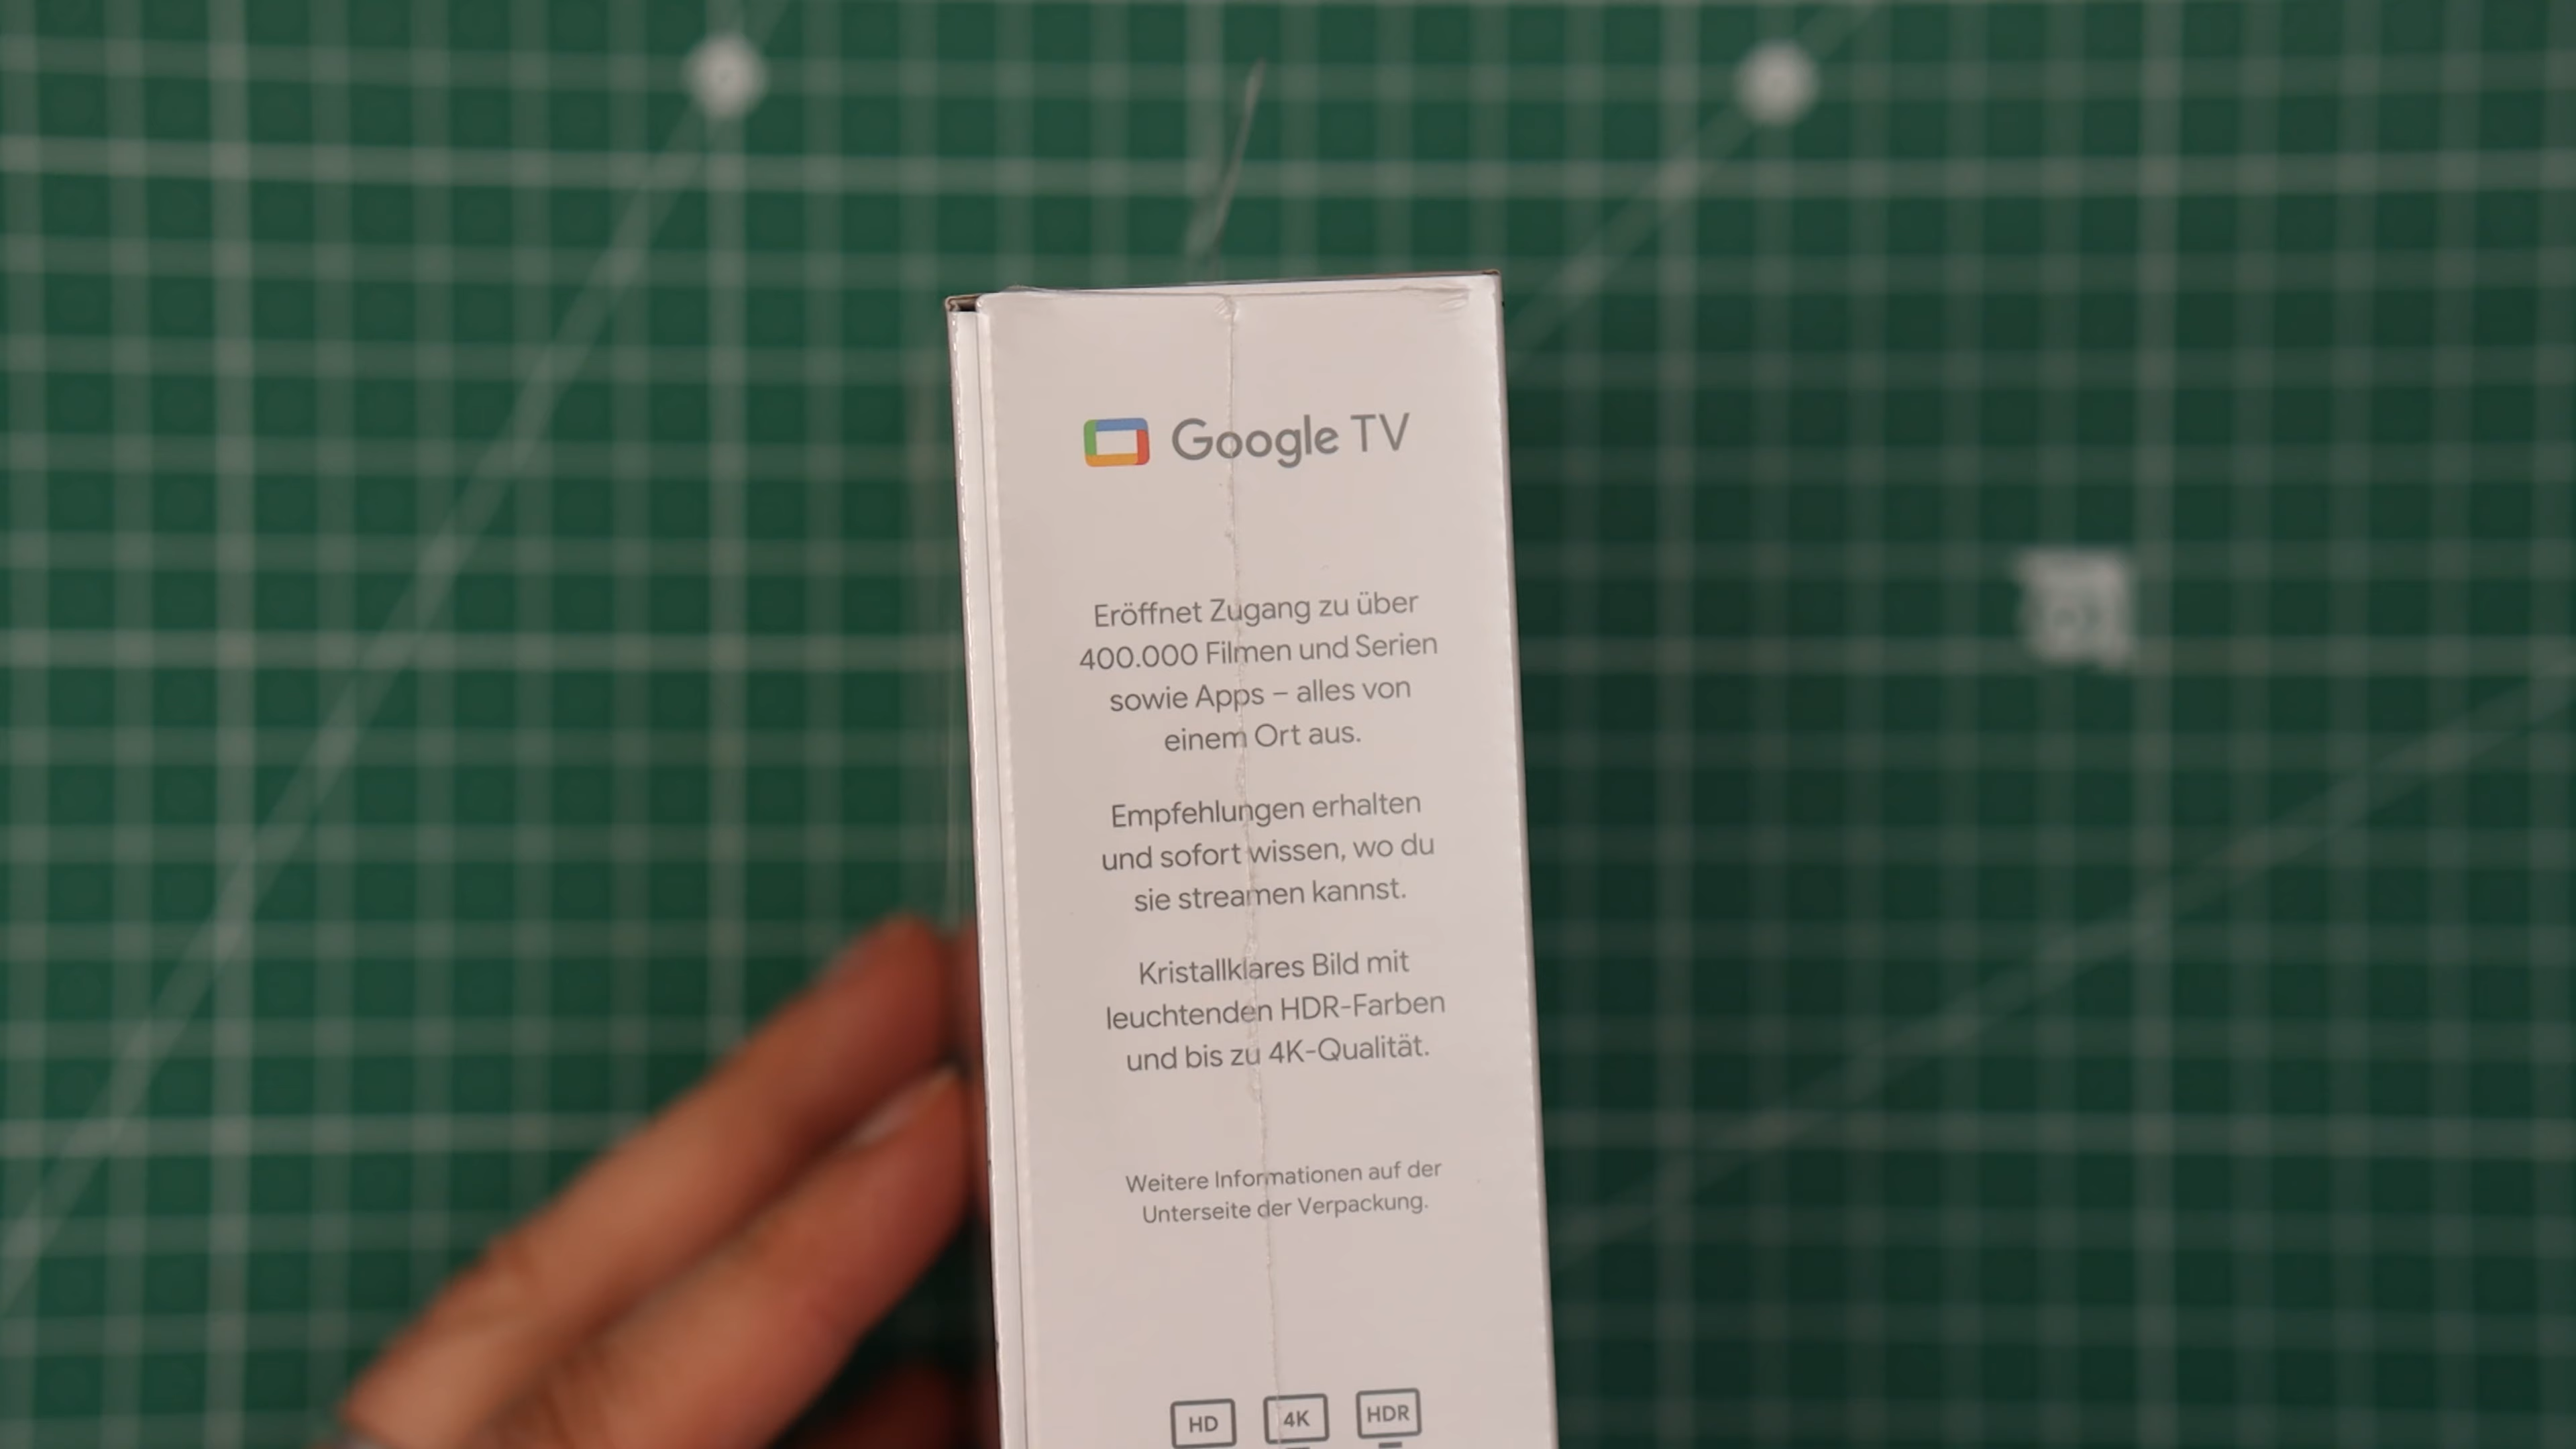 Google TV
Eröffnet Zugang zu über
400.000 Filmen und Serien
sowie Apps – alles von
einem Ort aus.
Empfehlungen erhalten
und sofort wissen, wo du
sie streamen kannst.
Kristallklares Bild mit
leuchtenden HDR-Farben
und bis zu 4K-Qualität.
Weitere Informationen auf der
Unterseite der Verpackung.
HD 4K HDR